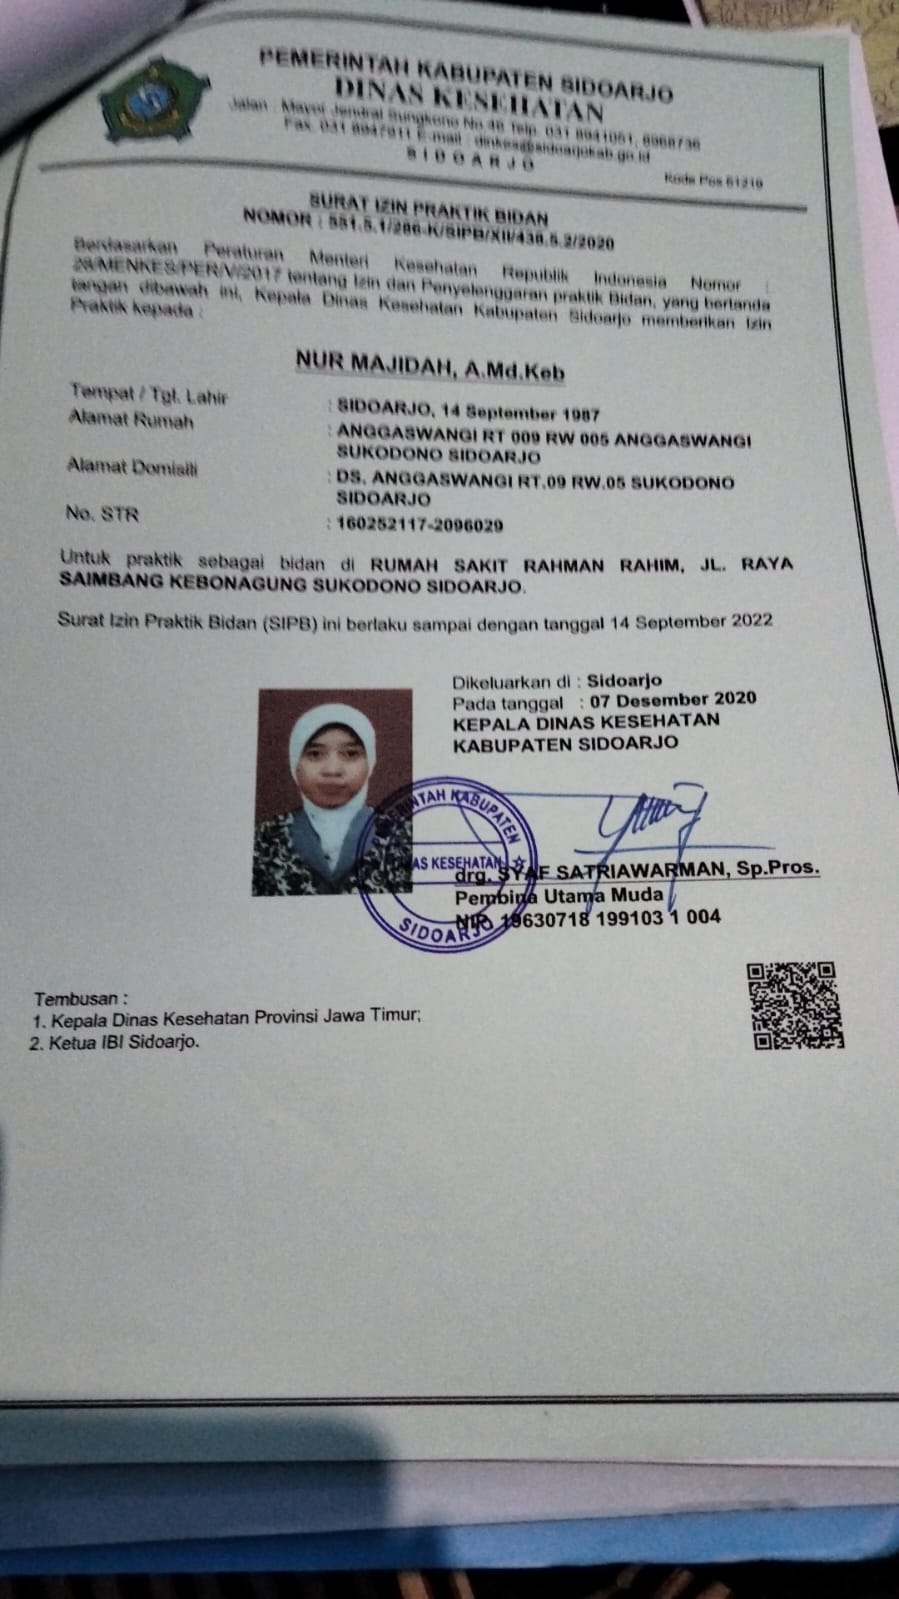 PEMERINTAH KABUPATEN SIDOARJO
DINAS KESEHATAN
Jalan : Mayor Jendral Sungkono No.46 Telp. 031 8941051, 8968736
Fax. 031 8947911 E-mail : dinkes@sidoarjokab.go.id
S I D O A R J O
Kode Pos 61219
SURAT IZIN PRAKTIK BIDAN
NOMOR : 551.5.1/286-K/SIPB/XII/438.5.2/2020
Berdasarkan Peraturan Menteri Kesehatan Republik Indonesia Nomor :
28/MENKES/PER/V/2017 tentang Izin dan Penyelenggaran praktik Bidan, yang bertanda
tangan dibawah ini, Kepala Dinas Kesehatan Kabupaten Sidoarjo memberikan Izin
Praktik kepada :
NUR MAJIDAH, A.Md.Keb
Tempat / Tgl. Lahir : SIDOARJO, 14 September 1987
Alamat Rumah : ANGGASWANGI RT 009 RW 005 ANGGASWANGI
SUKODONO SIDOARJO
Alamat Domisili : DS. ANGGASWANGI RT.09 RW.05 SUKODONO
SIDOARJO
No. STR : 160252117-2096029
Untuk praktik sebagai bidan di RUMAH SAKIT RAHMAN RAHIM, JL. RAYA
SAIMBANG KEBONAGUNG SUKODONO SIDOARJO.
Surat Izin Praktik Bidan (SIPB) ini berlaku sampai dengan tanggal 14 September 2022
Dikeluarkan di : Sidoarjo
Pada tanggal : 07 Desember 2020
KEPALA DINAS KESEHATAN
KABUPATEN SIDOARJO
PEMERINTAH KABUPATEN
DINAS KESEHATAN
SIDOARJO
drg. SYAF SATRIAWARMAN, Sp.Pros.
Pembina Utama Muda
NIP. 19630718 199103 1 004
Tembusan :
1. Kepala Dinas Kesehatan Provinsi Jawa Timur;
2. Ketua IBI Sidoarjo.